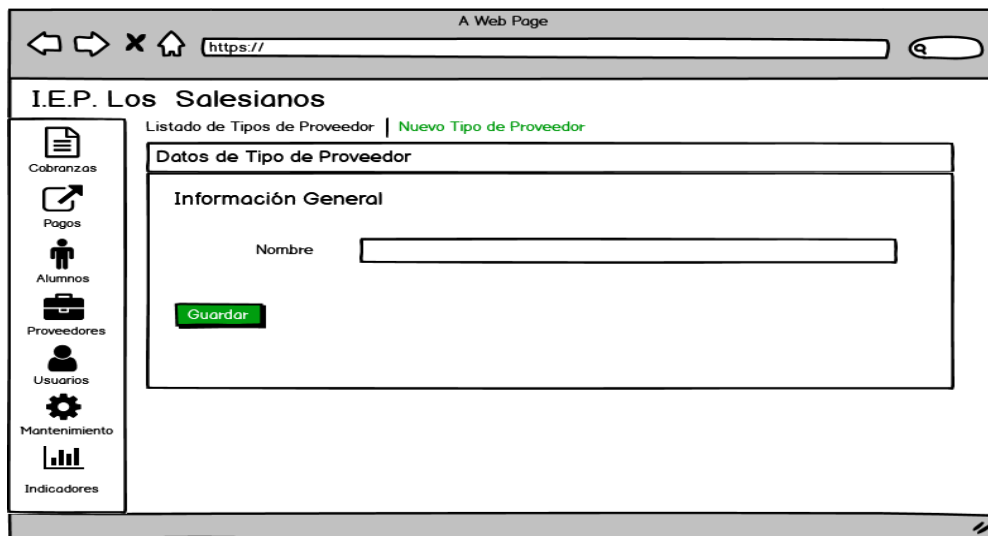 A Web Page
https://
I.E.P. Los Salesianos
Listado de Tipos de Proveedor | Nuevo Tipo de Proveedor
Datos de Tipo de Proveedor
Información General
Nombre
Guardar
Cobranzas
Pagos
Alumnos
Proveedores
Usuarios
Mantenimiento
Indicadores